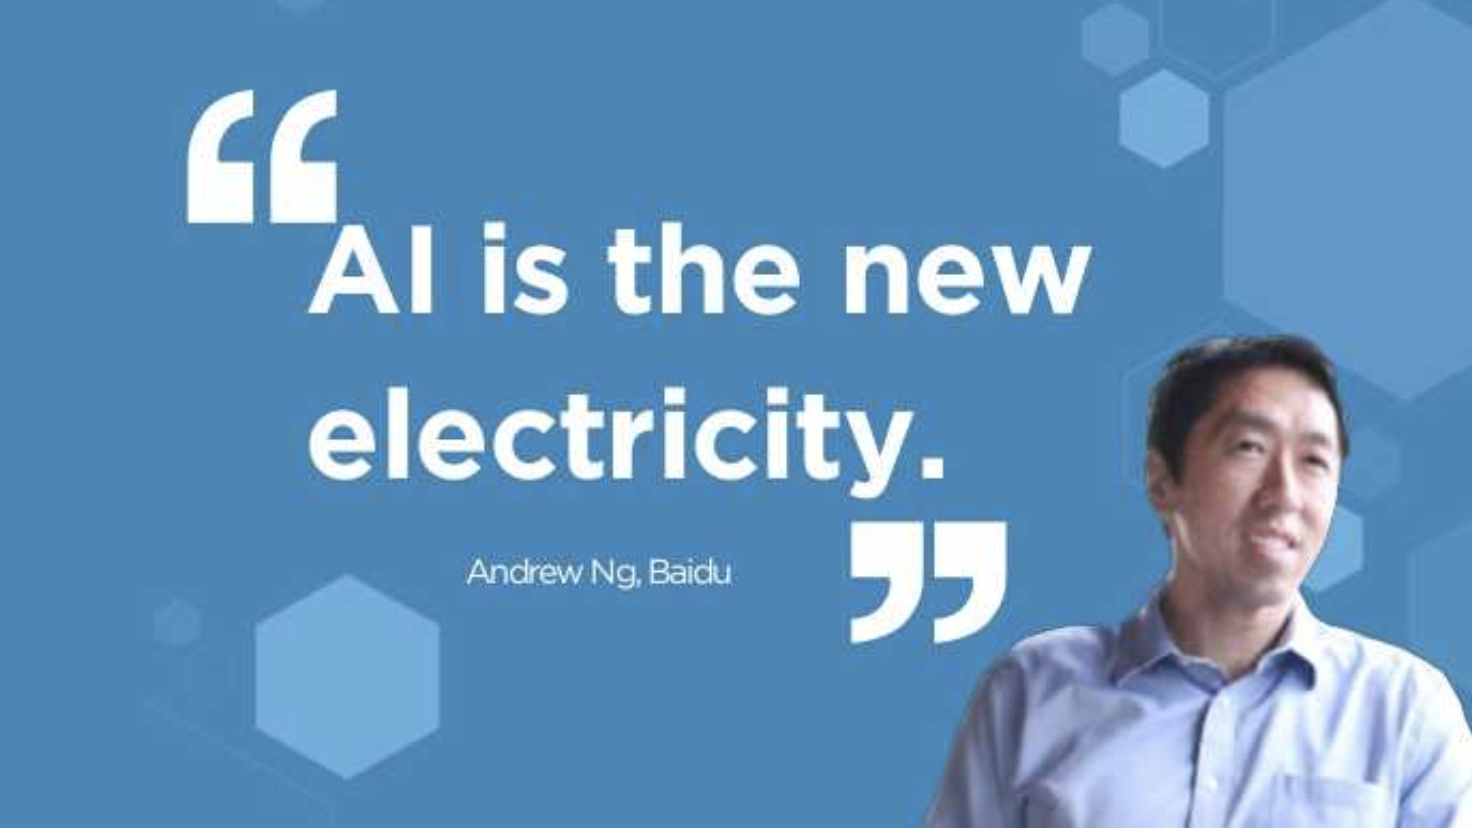 “AI is the new
electricity.”
Andrew Ng, Baidu